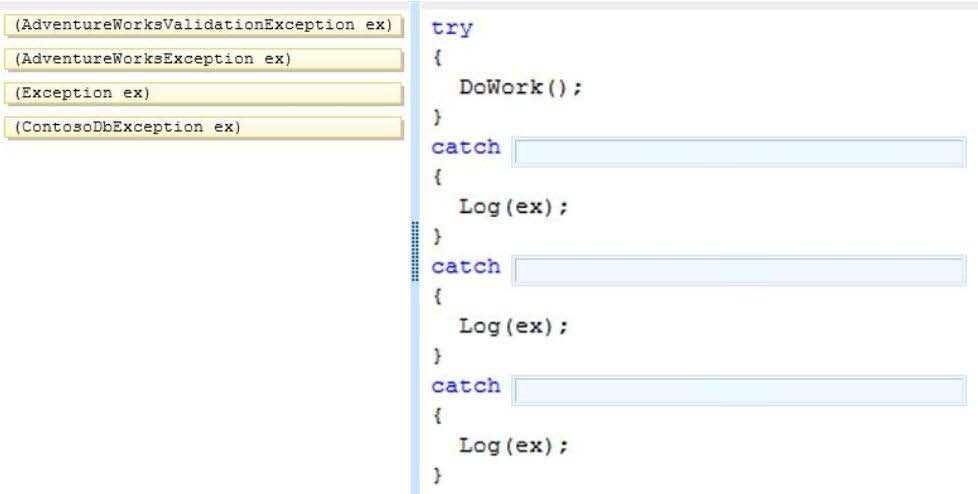 (AdventureWorksValidationException ex)
(AdventureWorksException ex)
(Exception ex)
(ContosoDbException ex)
try
{
DoWork();
}
catch
{
Log(ex);
}
catch
{
Log(ex);
}
catch
{
Log(ex);
}